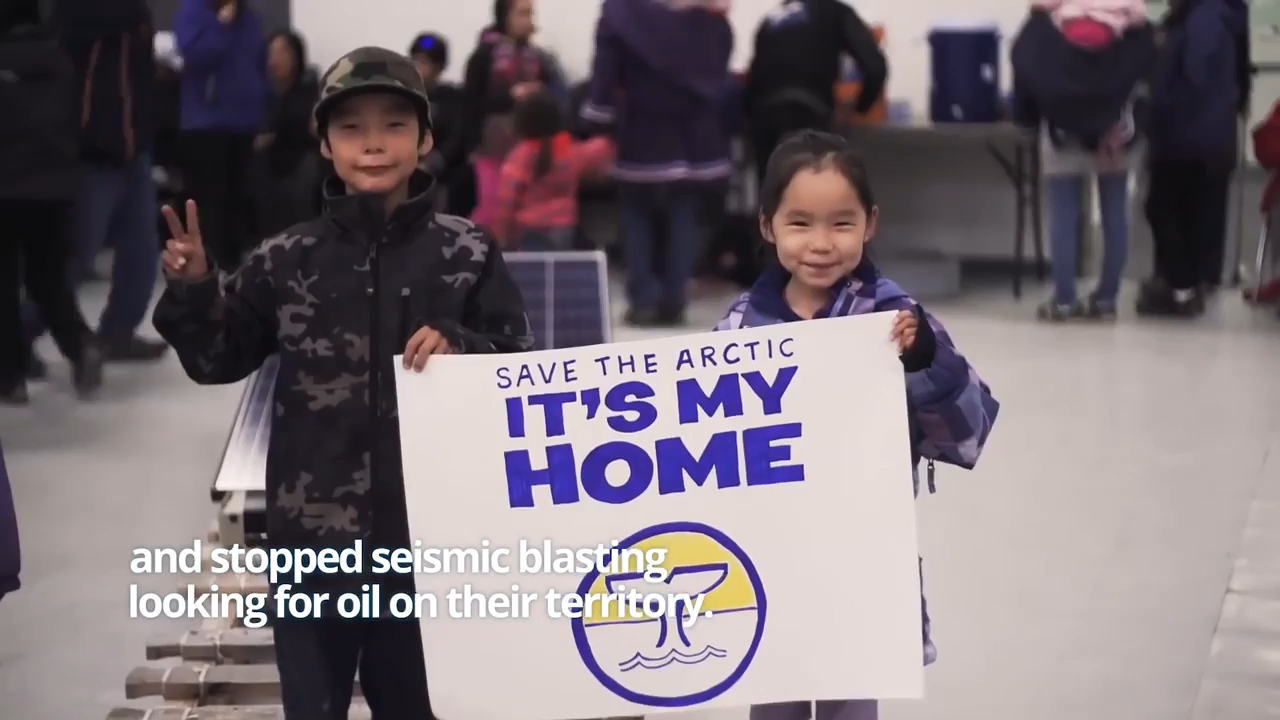 SAVE THE ARCTIC
IT'S MY
HOME
and stopped seismic blasting
looking for oil on their territory.